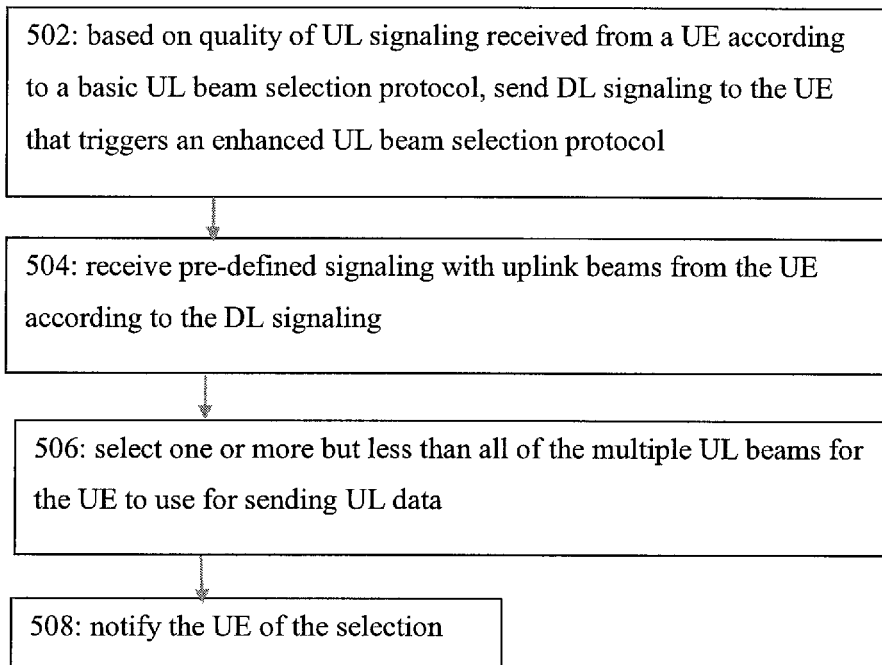 502: based on quality of UL signaling received from a UE according
to a basic UL beam selection protocol, send DL signaling to the UE
that triggers an enhanced UL beam selection protocol
504: receive pre-defined signaling with uplink beams from the UE
according to the DL signaling
506: select one or more but less than all of the multiple UL beams for
the UE to use for sending UL data
508: notify the UE of the selection